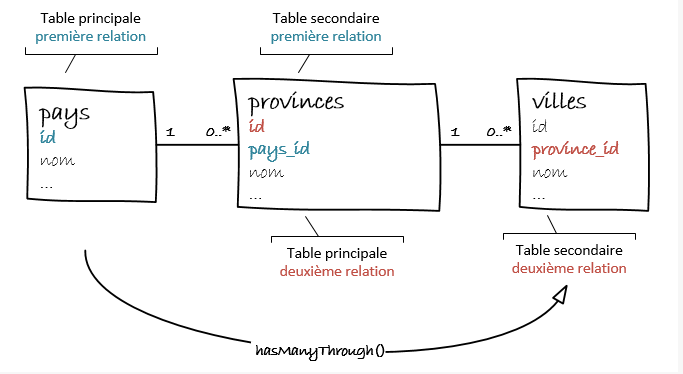 Table principale
première relation
Table secondaire
première relation
pays
id
nom
...
1
0..*
provinces
id
pays_id
nom
...
1
0..*
villes
id
province_id
nom
...
Table principale
deuxième relation
Table secondaire
deuxième relation
hasManyThrough()